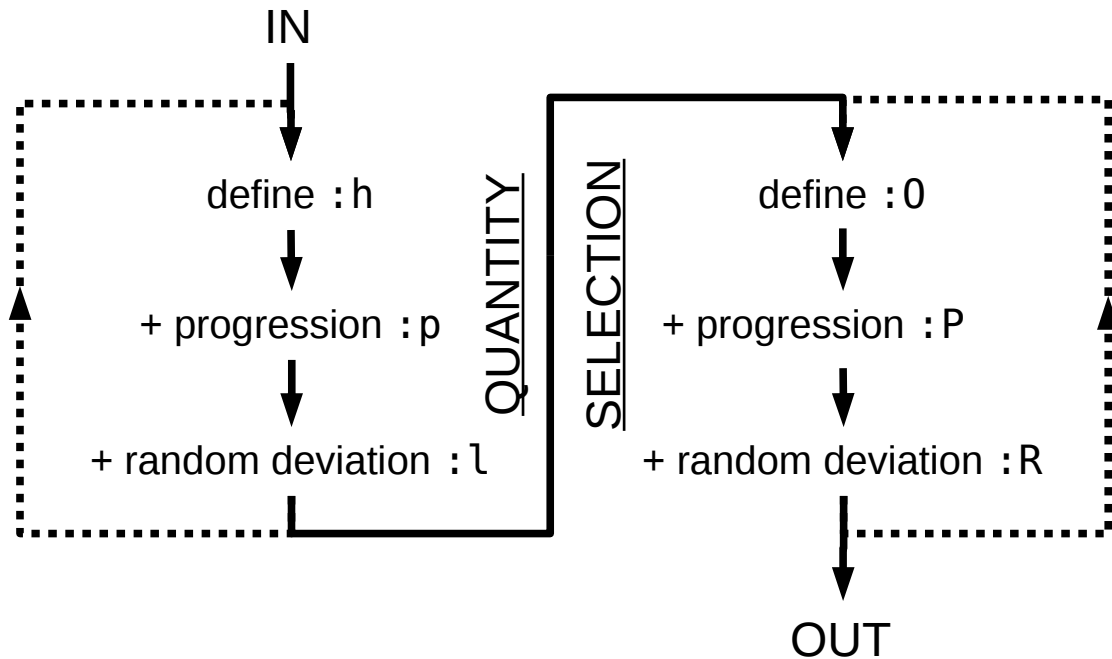 IN
define :h
+ progression :p
+ random deviation :l
QUANTITY
SELECTION
define :O
+ progression :P
+ random deviation :R
OUT